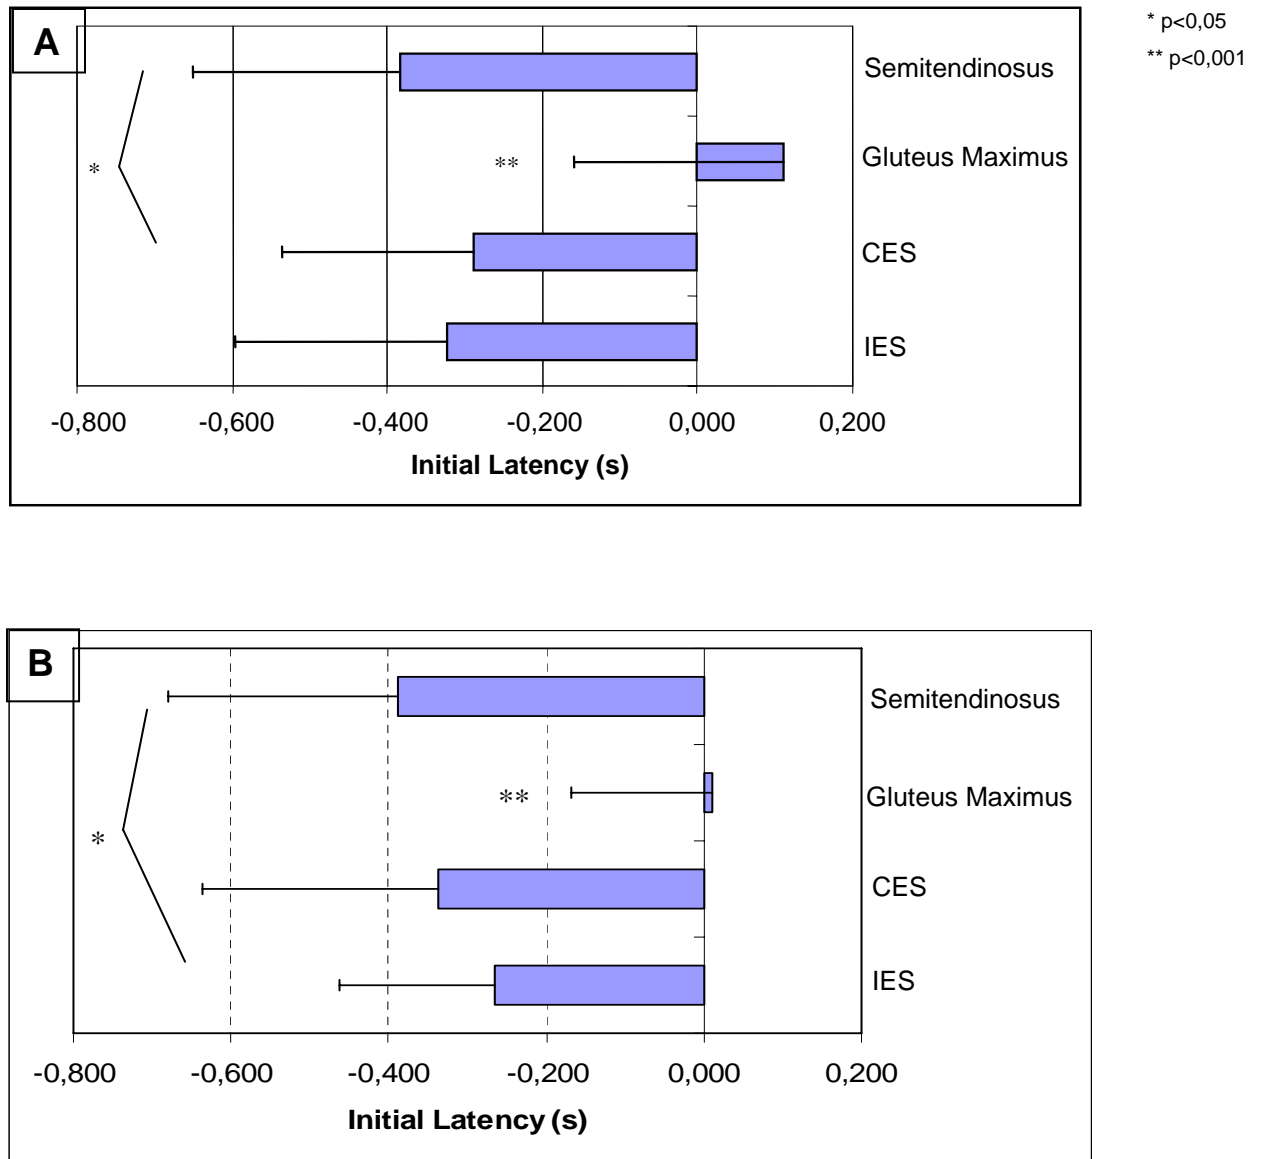 * p<0,05
** p<0,001
A
Semitendinosus
** Gluteus Maximus
*
CES
IES
-0,800 -0,600 -0,400 -0,200 0,000 0,200
Initial Latency (s)
B
Semitendinosus
** Gluteus Maximus
*
CES
IES
-0,800 -0,600 -0,400 -0,200 0,000 0,200
Initial Latency (s)